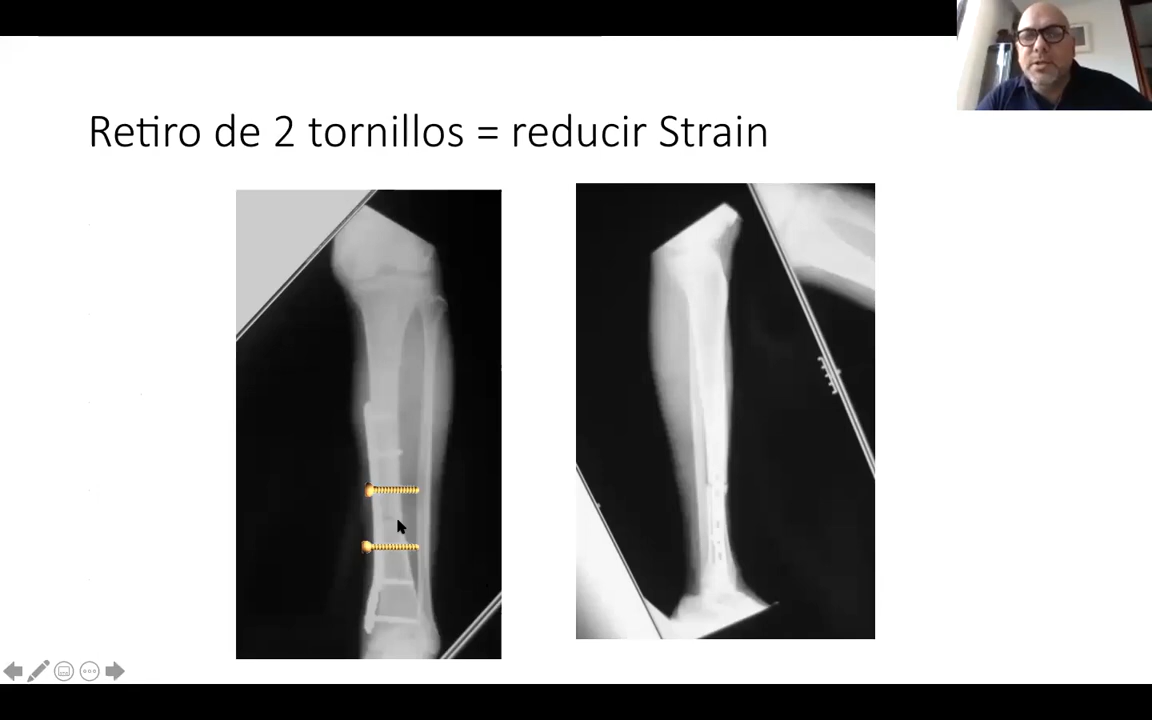 Retiro de 2 tornillos = reducir Strain